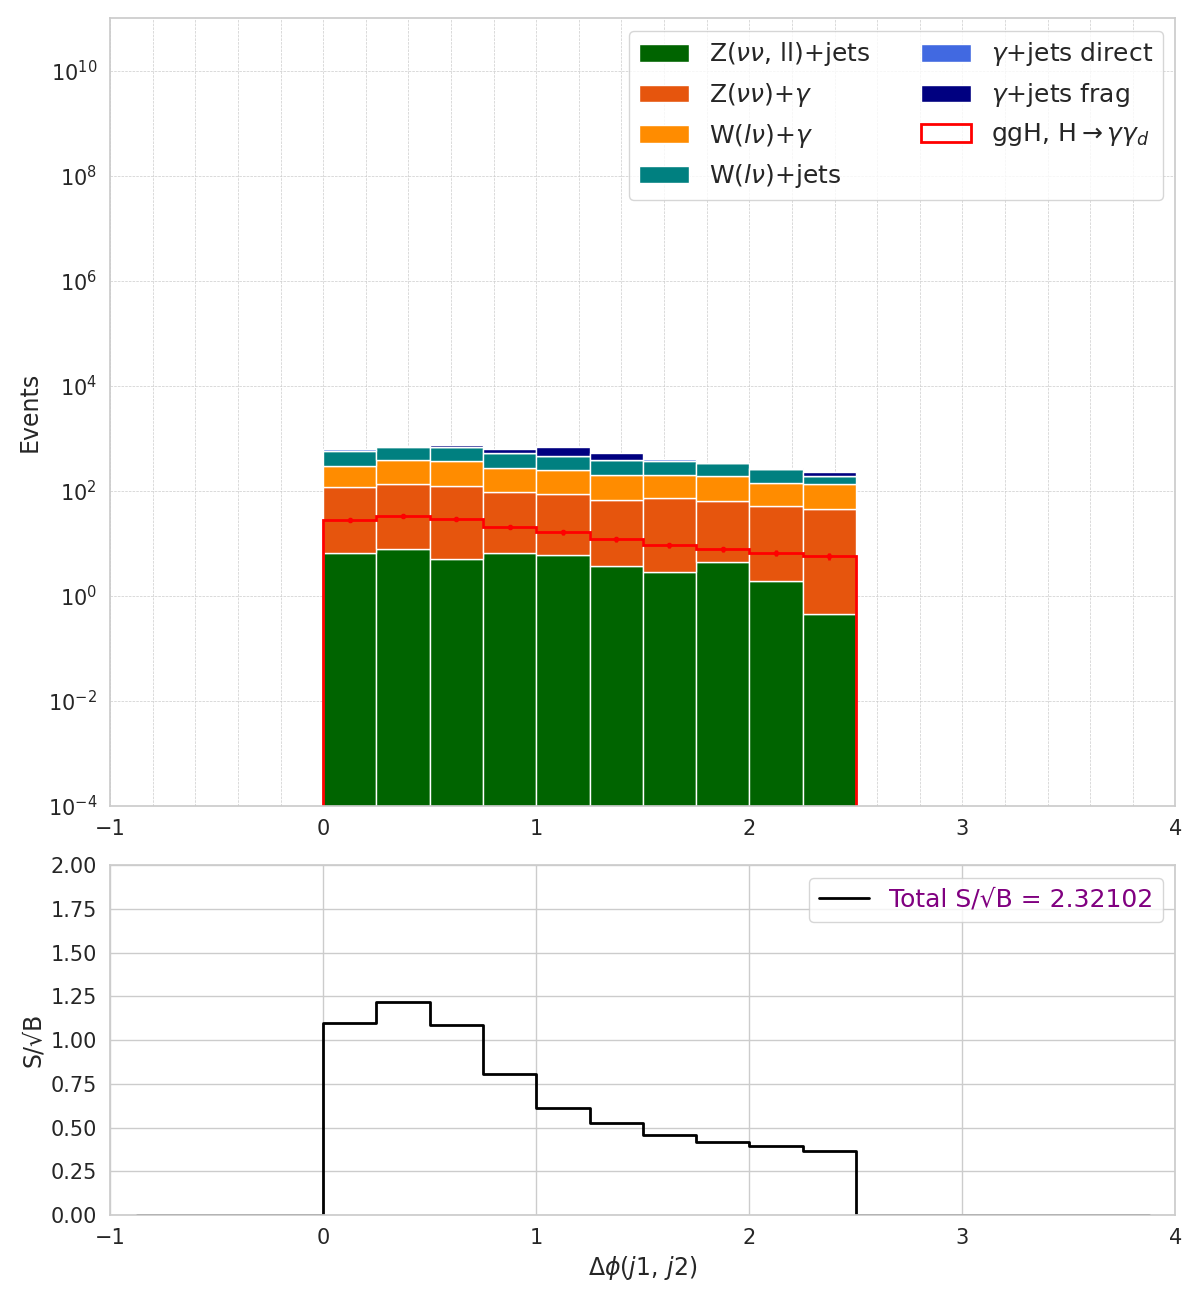 10^10
10^8
10^6
10^4
10^2
10^0
10^−2
10^−4
Events
Z(νν, ll)+jets
Z(νν)+γ
W(lν)+γ
W(lν)+jets
γ+jets direct
γ+jets frag
ggH, H→γγ_d
−1 0 1 2 3 4
2.00
1.75
1.50
1.25
1.00
0.75
0.50
0.25
0.00
S/√B
Total S/√B = 2.32102
−1 0 1 2 3 4
Δϕ(j1, j2)